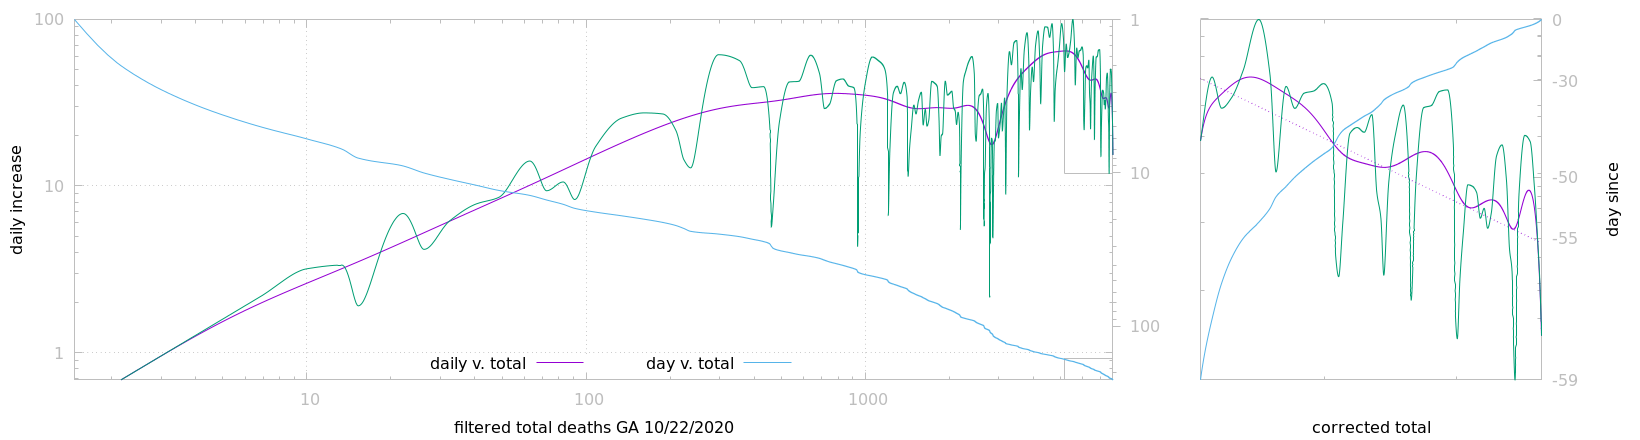 100
10
1
daily increase
10
100
1000
filtered total deaths GA 10/22/2020
daily v. total
day v. total
1
10
100
0
-30
-50
-55
-59
day since
corrected total